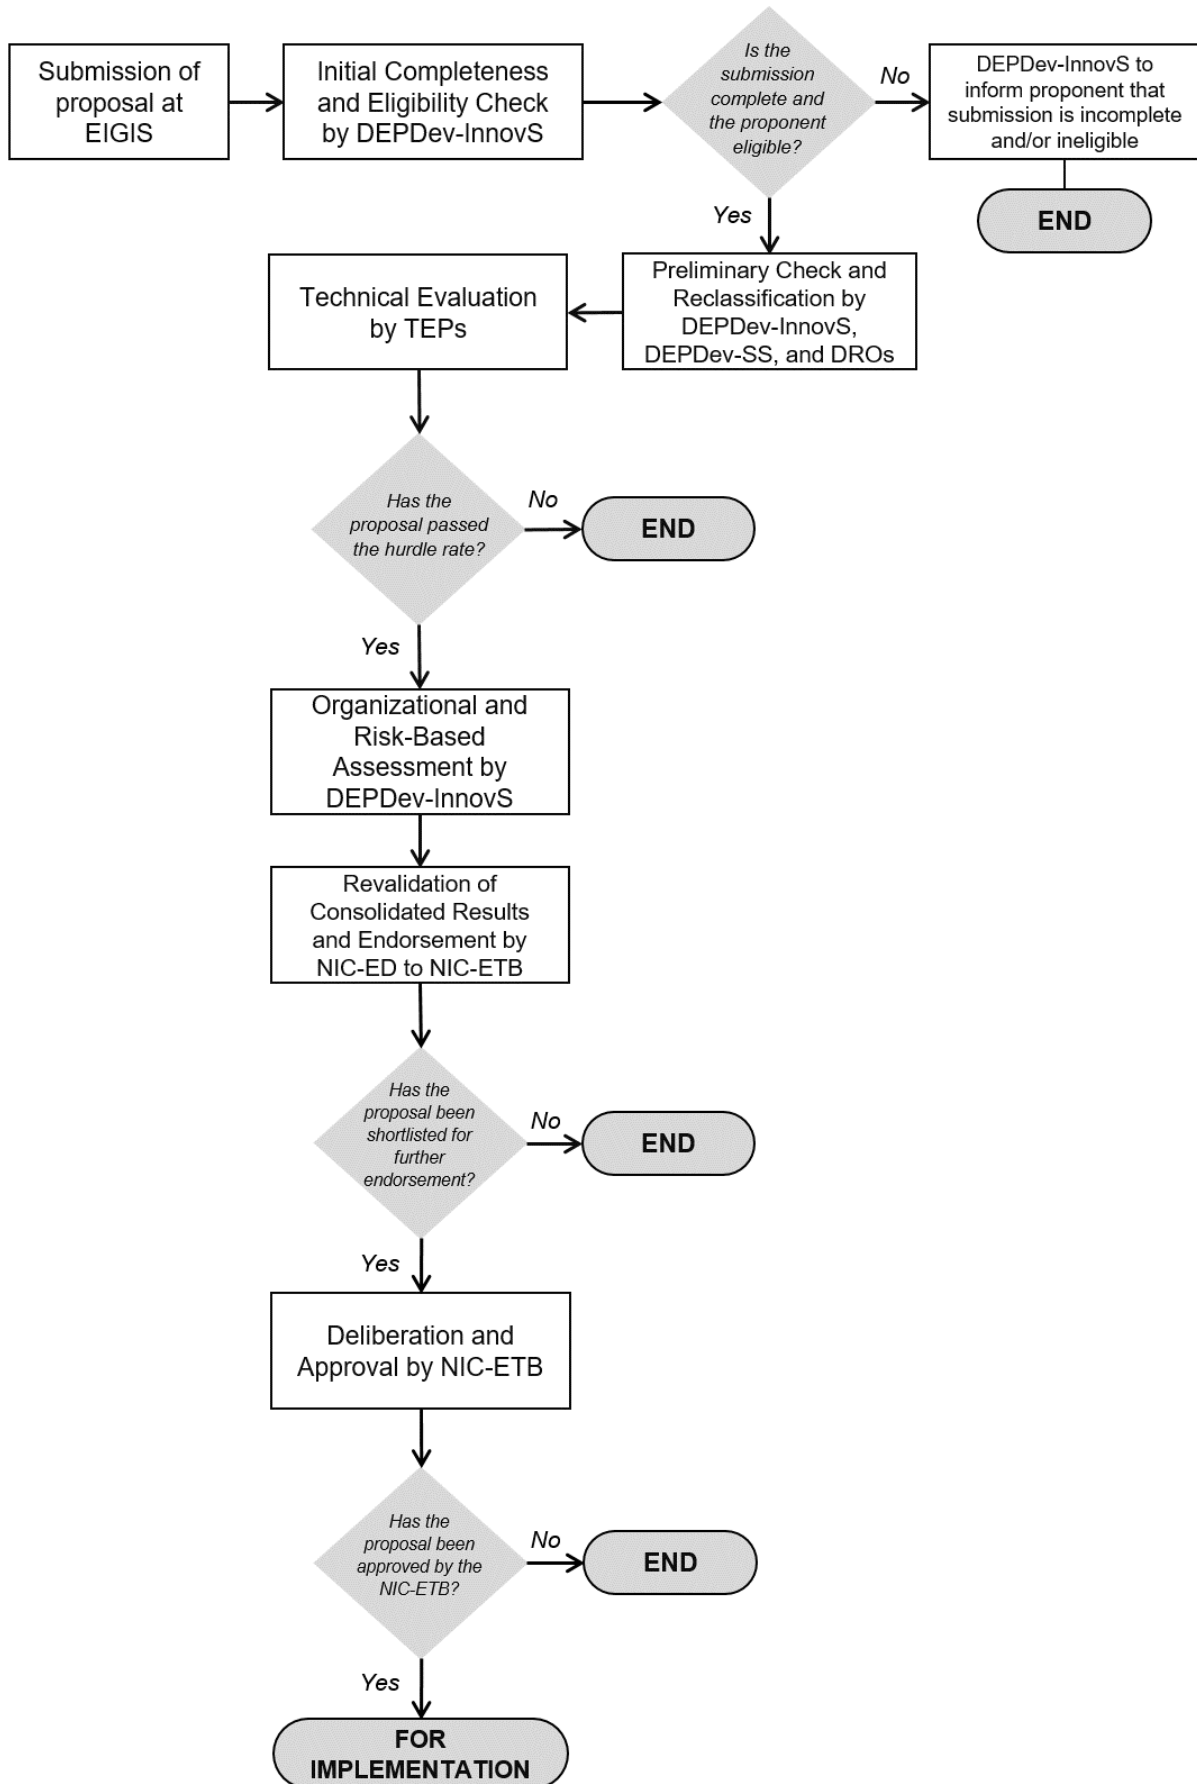 Submission of
proposal at
EIGIS
Initial Completeness
and Eligibility Check
by DEPDev-InnovS
Is the
submission
complete and
the proponent
eligible?
No
DEPDev-InnovS to
inform proponent that
submission is incomplete
and/or ineligible
END
Yes
Preliminary Check and
Reclassification by
DEPDev-InnovS,
DEPDev-SS, and DROs
Technical Evaluation
by TEPs
Has the
proposal passed
the hurdle rate?
No
END
Yes
Organizational and
Risk-Based
Assessment by
DEPDev-InnovS
Revalidation of
Consolidated Results
and Endorsement by
NIC-ED to NIC-ETB
Has the
proposal been
shortlisted for
further
endorsement?
No
END
Yes
Deliberation and
Approval by NIC-ETB
Has the
proposal been
approved by the
NIC-ETB?
No
END
Yes
FOR
IMPLEMENTATION